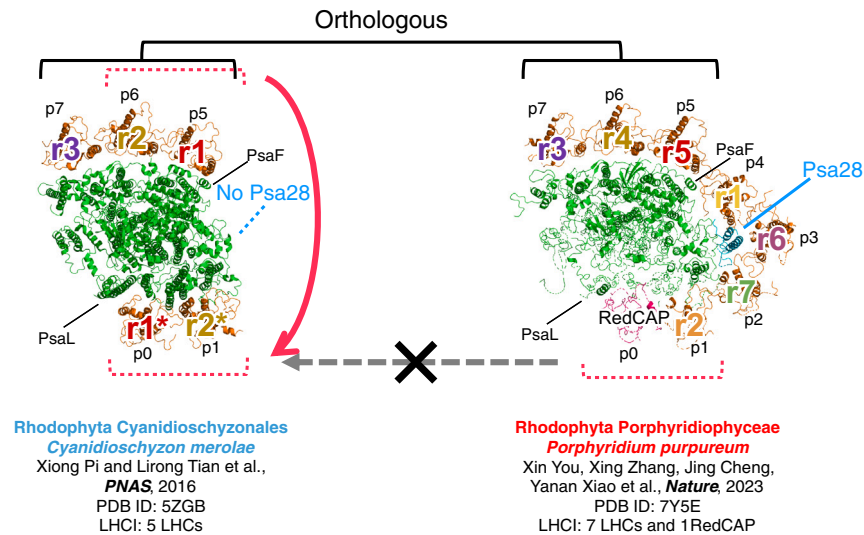 Orthologous
p7
p6
p5
r3
r2
r1
PsaF
No Psa28
PsaL
r1*
r2*
p0
p1
p7
p6
p5
r3
r4
r5
PsaF
p4
Psa28
r1
r6
p3
r7
p2
PsaL
RedCAP
r2
p0
p1
Rhodophyta Cyanidioschyzonales
Cyanidioschyzon merolae
Xiong Pi and Lirong Tian et al.,
PNAS, 2016
PDB ID: 5ZGB
LHCI: 5 LHCs
Rhodophyta Porphyridiophyceae
Porphyridium purpureum
Xin You, Xing Zhang, Jing Cheng,
Yanan Xiao et al., Nature, 2023
PDB ID: 7Y5E
LHCI: 7 LHCs and 1RedCAP